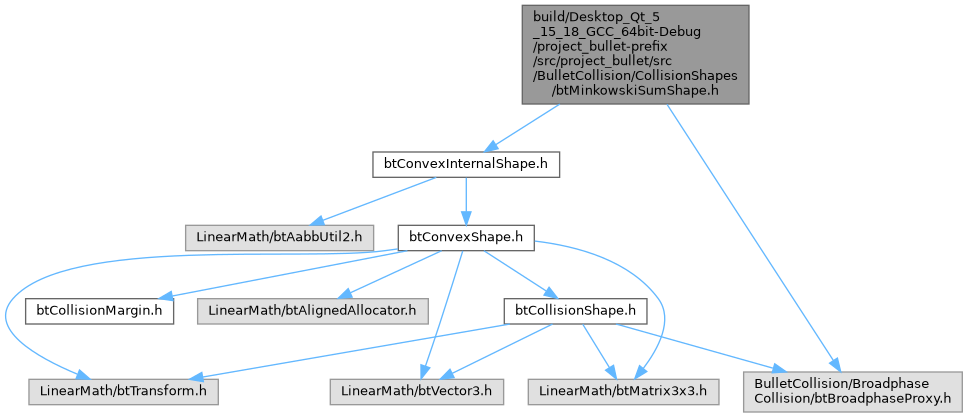 build/Desktop_Qt_5
_15_18_GCC_64bit-Debug
/project_bullet-prefix
/src/project_bullet/src
/BulletCollision/CollisionShapes
/btMinkowskiSumShape.h
btConvexInternalShape.h
LinearMath/btAabbUtil2.h
btConvexShape.h
btCollisionMargin.h
LinearMath/btAlignedAllocator.h
btCollisionShape.h
LinearMath/btTransform.h
LinearMath/btVector3.h
LinearMath/btMatrix3x3.h
BulletCollision/Broadphase
Collision/btBroadphaseProxy.h